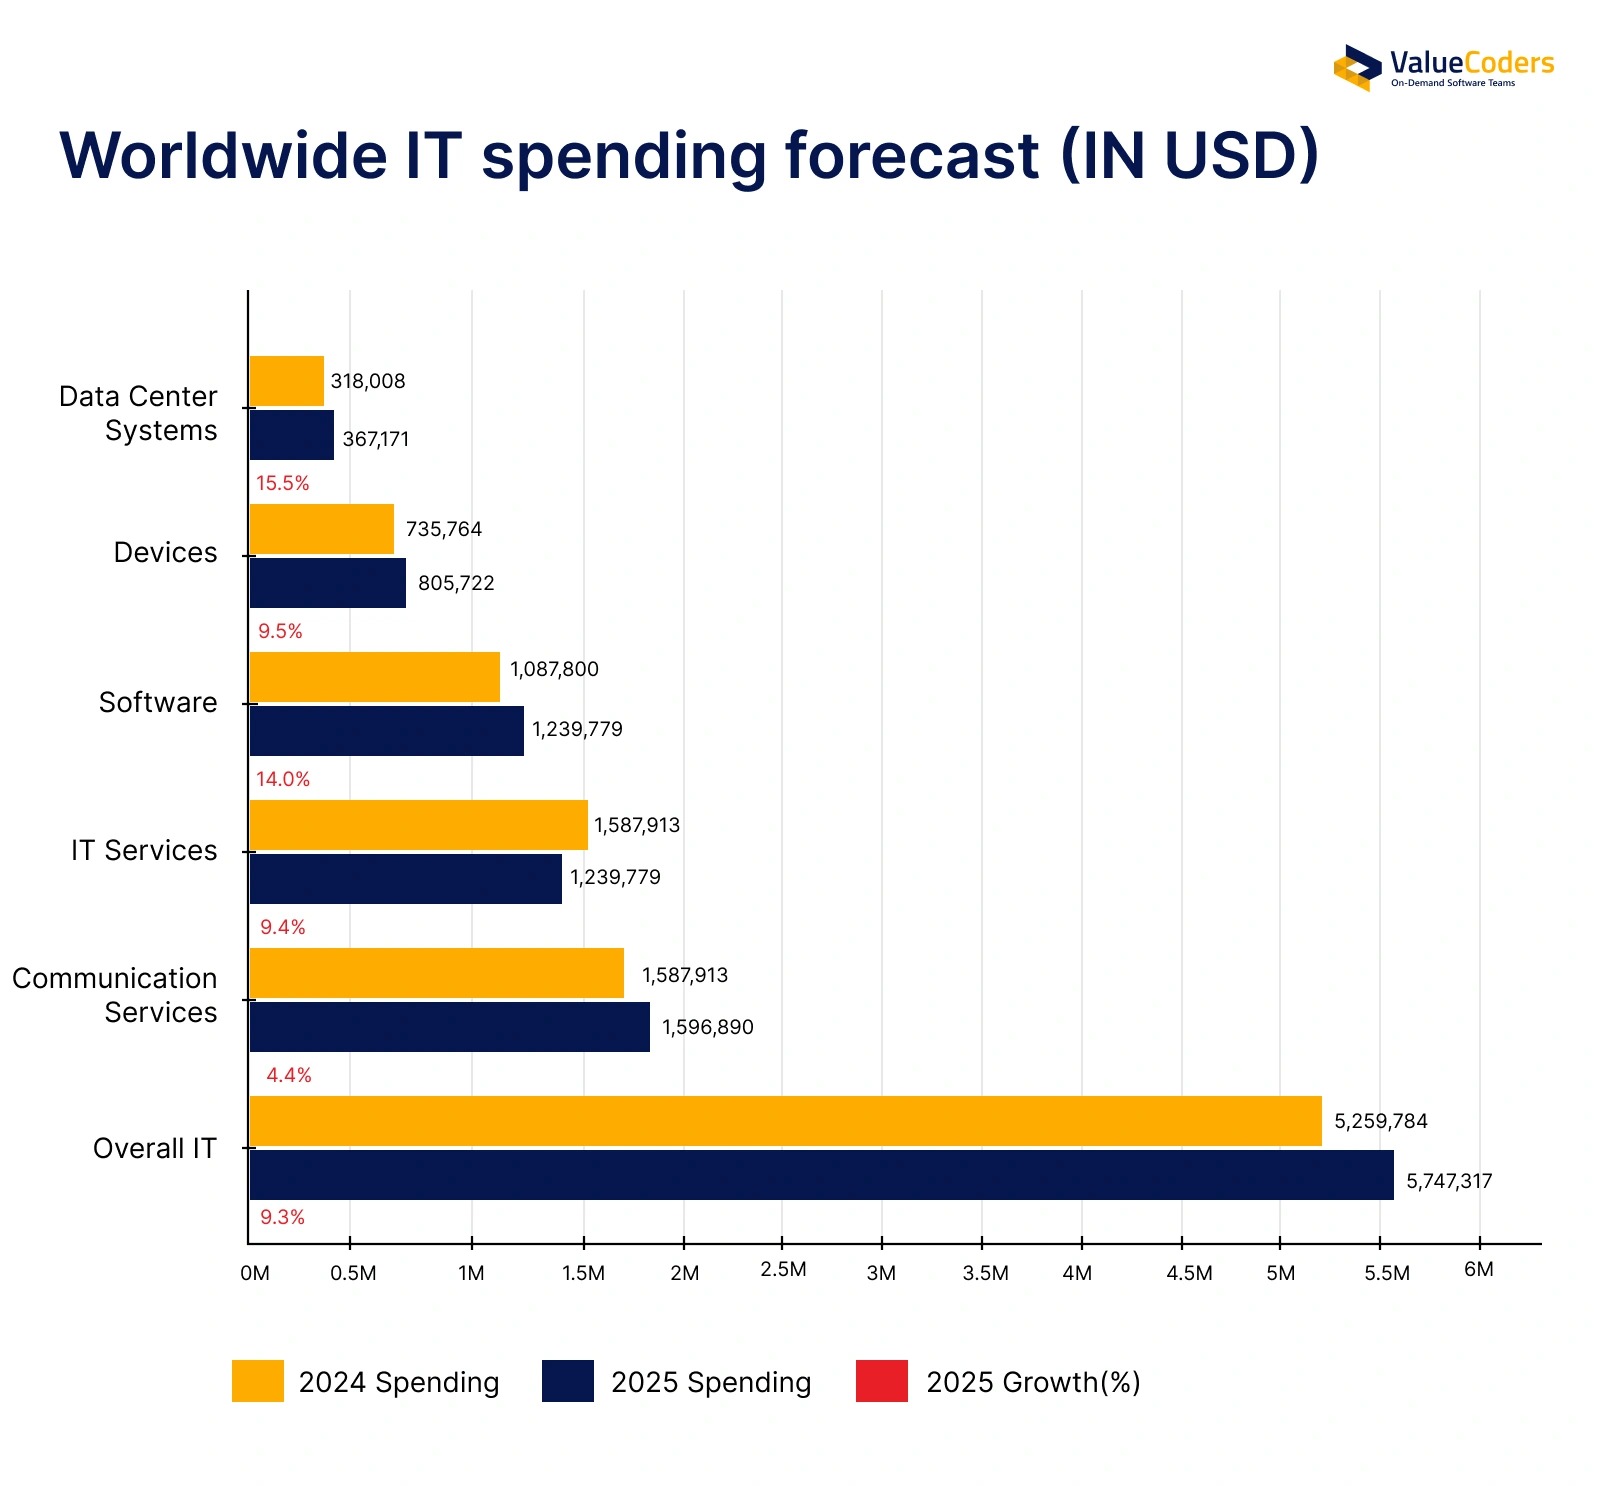 ValueCoders
On-Demand Software Teams
Worldwide IT spending forecast (IN USD)
Data Center
Systems
318,008
367,171
15.5%
Devices
735,764
805,722
9.5%
Software
1,087,800
1,239,779
14.0%
IT Services
1,587,913
1,239,779
9.4%
Communication
Services
1,587,913
1,596,890
4.4%
Overall IT
5,259,784
5,747,317
9.3%
0M 0.5M 1M 1.5M 2M 2.5M 3M 3.5M 4M 4.5M 5M 5.5M 6M
2024 Spending 2025 Spending 2025 Growth(%)